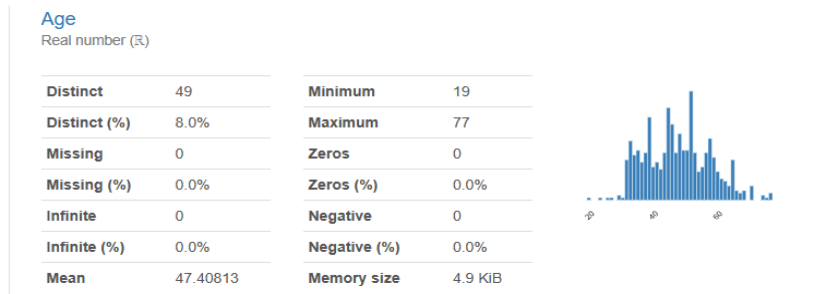 Age
Real number (ℝ)
Distinct 49 Minimum 19
Distinct (%) 8.0% Maximum 77
Missing 0 Zeros 0
Missing (%) 0.0% Zeros (%) 0.0%
Infinite 0 Negative 0
Infinite (%) 0.0% Negative (%) 0.0%
Mean 47.40813 Memory size 4.9 KiB
20 40 60